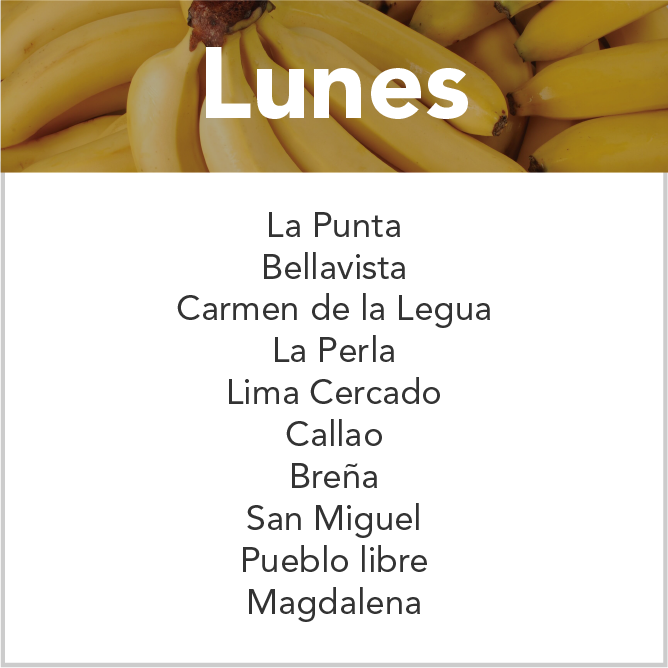 Lunes
La Punta
Bellavista
Carmen de la Legua
La Perla
Lima Cercado
Callao
Breña
San Miguel
Pueblo libre
Magdalena